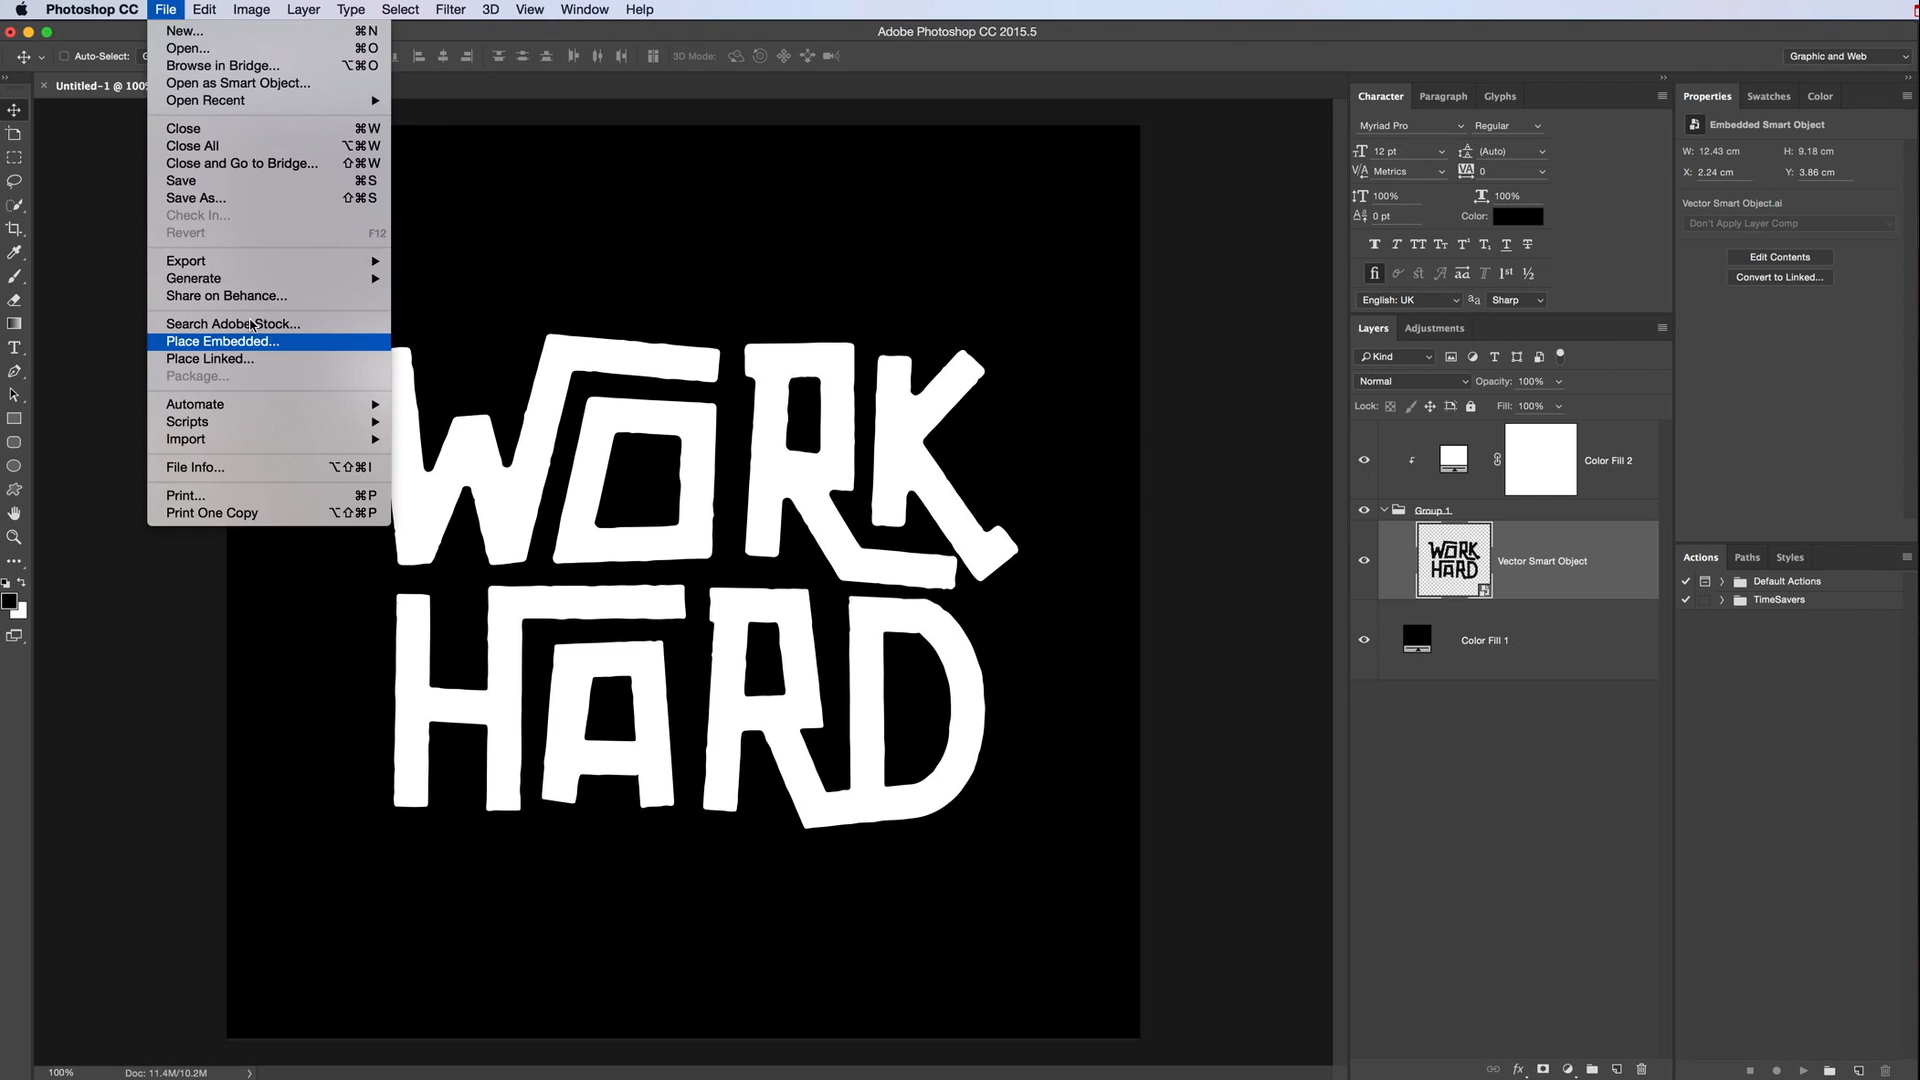 Photoshop CC File Edit Image Layer Type Select Filter 3D View Window Help
Adobe Photoshop CC 2015.5
Auto-Select: 3D Mode: Graphic and Web
Untitled-1 @ 100%
New... ⌘N
Open... ⌘O
Browse in Bridge... ⌥⌘O
Open as Smart Object...
Open Recent
Close ⌘W
Close All ⌥⌘W
Close and Go to Bridge... ⇧⌘W
Save ⌘S
Save As... ⇧⌘S
Check In...
Revert F12
Export
Generate
Share on Behance...
Search Adobe Stock...
Place Embedded...
Place Linked...
Package...
Automate
Scripts
Import
File Info... ⌥⇧⌘I
Print... ⌘P
Print One Copy ⌥⇧⌘P
WORK
HARD
Character Paragraph Glyphs
Myriad Pro Regular
12 pt (Auto)
Metrics 0
100% 100%
0 pt Color:
English: UK Sharp
Layers Adjustments
Kind
Normal Opacity: 100%
Lock: Fill: 100%
Color Fill 2
Group 1
WORK
HARD
Vector Smart Object
Color Fill 1
Properties Swatches Color
Embedded Smart Object
W: 12.43 cm H: 9.18 cm
X: 2.24 cm Y: 3.86 cm
Vector Smart Object.ai
Don't Apply Layer Comp
Edit Contents
Convert to Linked...
Actions Paths Styles
Default Actions
TimeSavers
100% Doc: 11.4M/10.2M